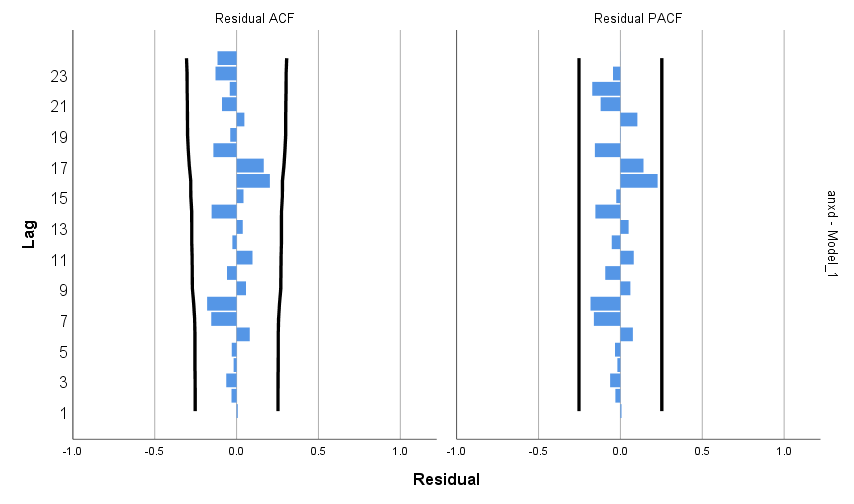 Residual ACF
Residual PACF
23
21
19
17
15
13
11
9
7
5
3
1
Lag
-1.0 -0.5 0.0 0.5 1.0
-1.0 -0.5 0.0 0.5 1.0
Residual
anxd - Model_1